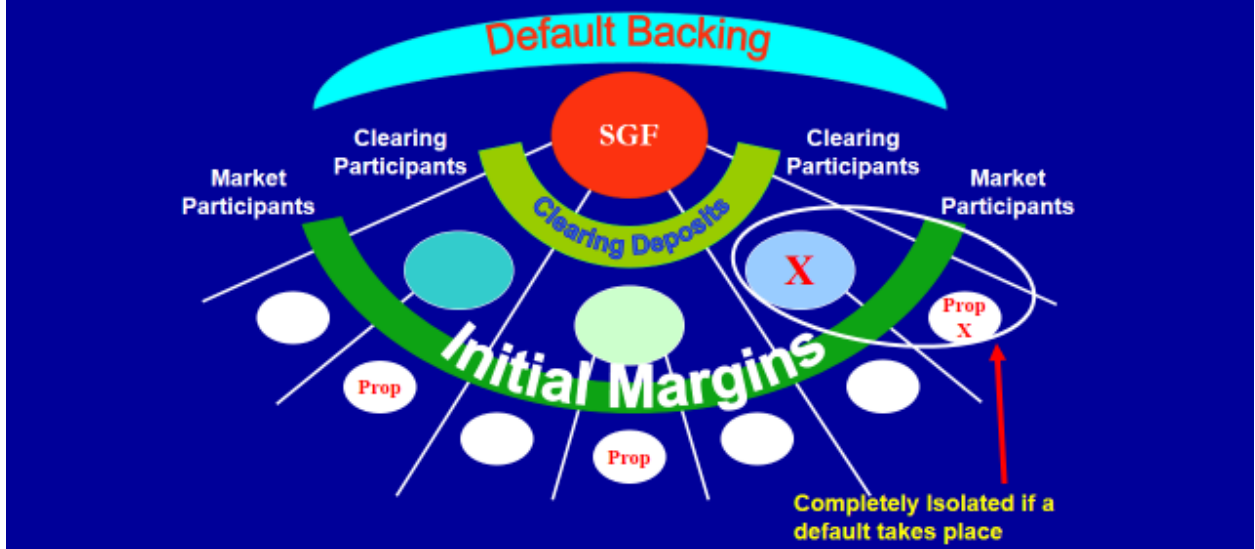 Default Backing
SGF
Clearing
Participants
Clearing
Participants
Market
Participants
Market
Participants
Clearing Deposits
X
Prop
X
Initial Margins
Prop
Prop
Completely Isolated if a
default takes place